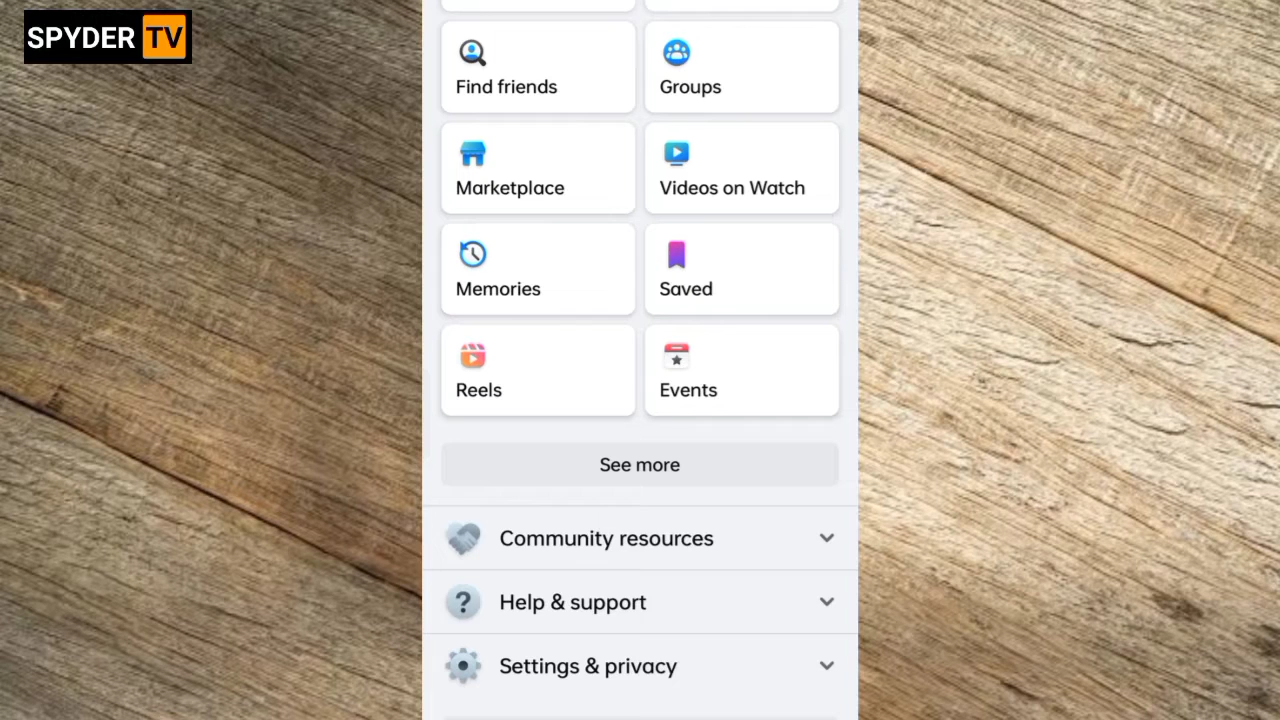 SPYDER TV
Find friends
Groups
Marketplace
Videos on Watch
Memories
Saved
Reels
Events
See more
Community resources
Help & support
Settings & privacy